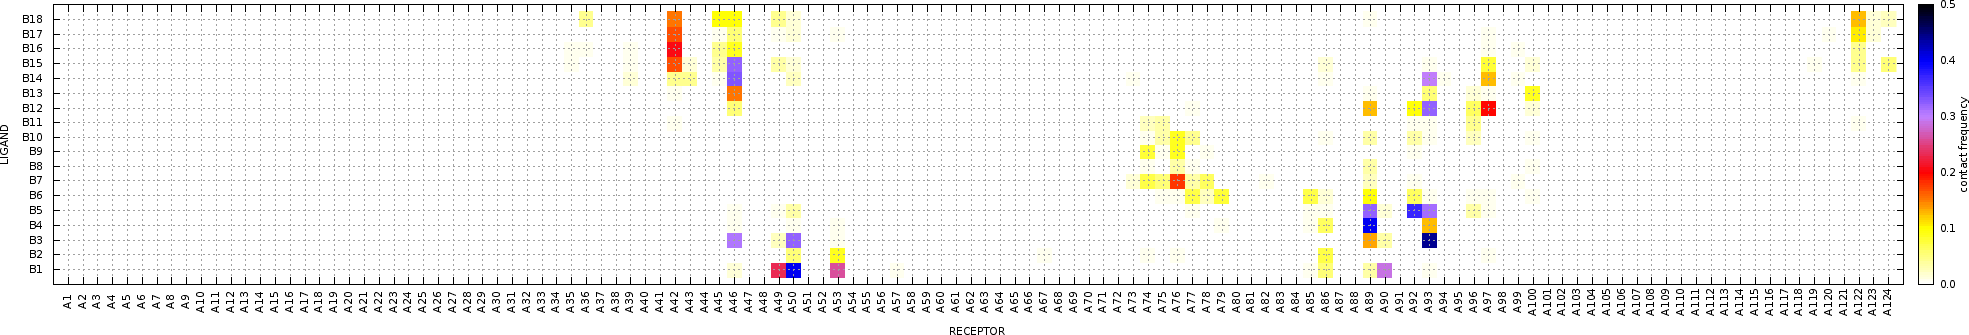 B18
B17
B16
B15
B14
B13
B12
B11
B10
B9
B8
B7
B6
B5
B4
B3
B2
B1
LIGAND
A1 A2 A3 A4 A5 A6 A7 A8 A9 A10 A11 A12 A13 A14 A15 A16 A17 A18 A19 A20 A21 A22 A23 A24 A25 A26 A27 A28 A29 A30 A31 A32 A33 A34 A35 A36 A37 A38 A39 A40 A41 A42 A43 A44 A45 A46 A47 A48 A49 A50 A51 A52 A53 A54 A55 A56 A57 A58 A59 A60 A61 A62 A63 A64 A65 A66 A67 A68 A69 A70 A71 A72 A73 A74 A75 A76 A77 A78 A79 A80 A81 A82 A83 A84 A85 A86 A87 A88 A89 A90 A91 A92 A93 A94 A95 A96 A97 A98 A99 A100 A101 A102 A103 A104 A105 A106 A107 A108 A109 A110 A111 A112 A113 A114 A115 A116 A117 A118 A119 A120 A121 A122 A123 A124
RECEPTOR
0.5
0.4
0.3
0.2
0.1
0.0
contact frequency